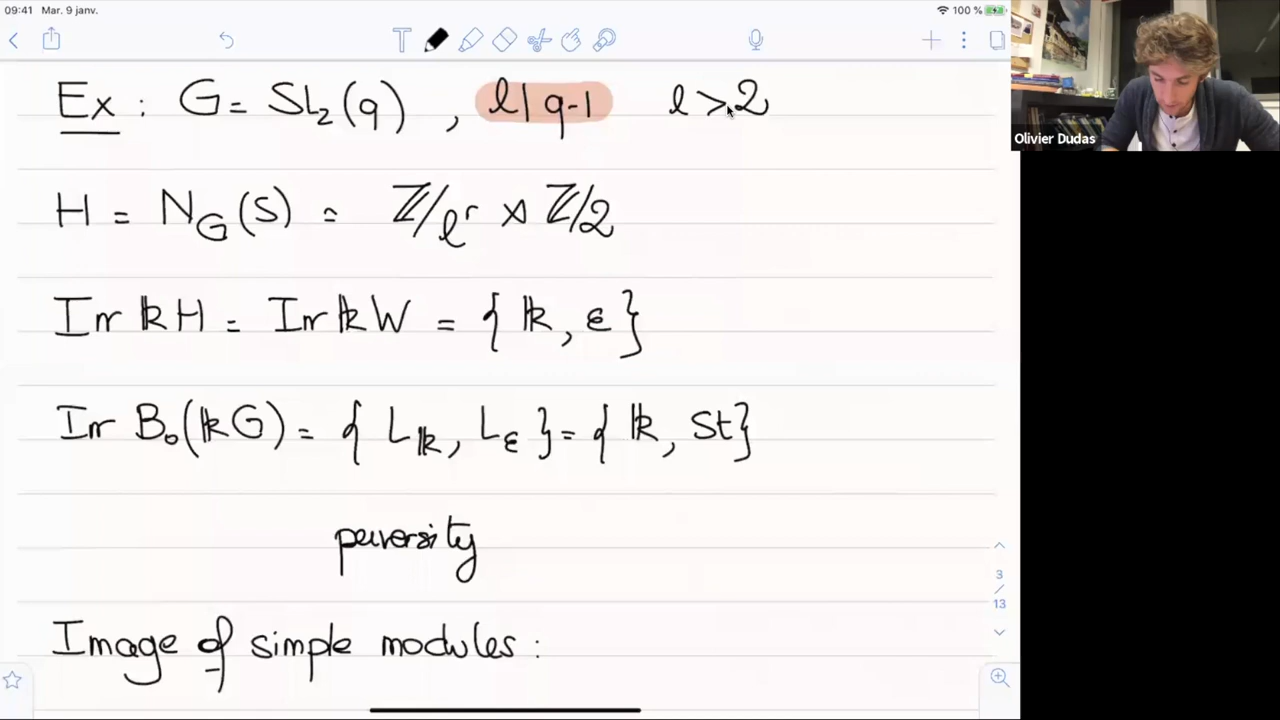 09:41 Mar. 9 janv.
100 %
Ex : G = SL₂(q) , ℓ | q-1 ℓ > 2
H = N_G(S) = ℤ/ℓʳ ⋊ ℤ/2
Irr 𝕜H = Irr 𝕜W = { 𝕜, ε }
Irr B₀(𝕜G) = { L_𝕜, L_ε } = { 𝕜, St }
perversity
Image of simple modules :
3
/
13
Olivier Dudas